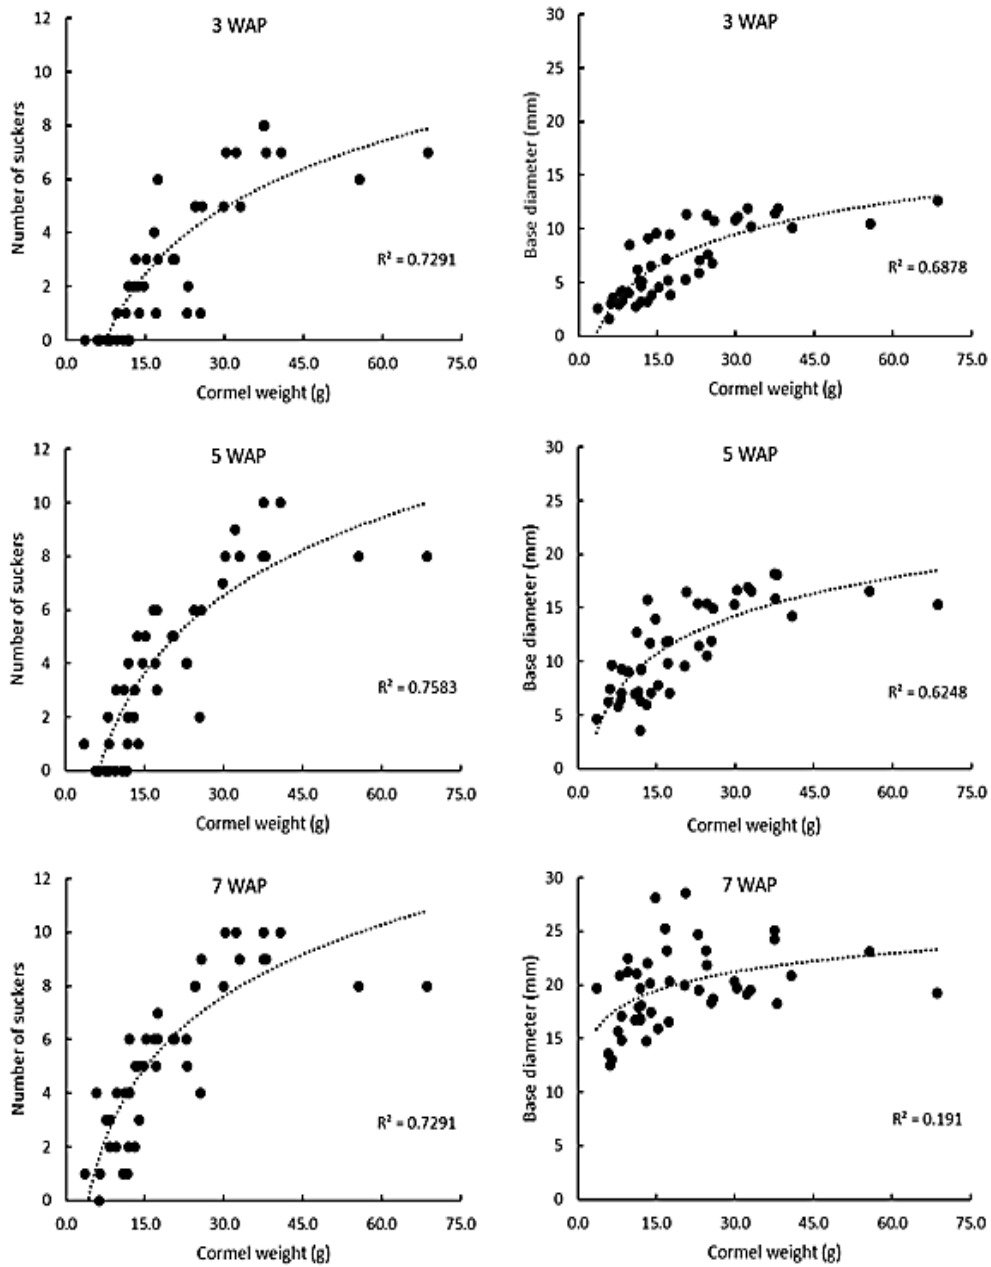 3 WAP
Number of suckers
12
10
8
6
4
2
0
R² = 0.7291
0.0 15.0 30.0 45.0 60.0 75.0
Cormel weight (g)
3 WAP
Base diameter (mm)
30
25
20
15
10
5
0
R² = 0.6878
0.0 15.0 30.0 45.0 60.0 75.0
Cormel weight (g)
5 WAP
Number of suckers
12
10
8
6
4
2
0
R² = 0.7583
0.0 15.0 30.0 45.0 60.0 75.0
Cormel weight (g)
5 WAP
Base diameter (mm)
30
25
20
15
10
5
0
R² = 0.6248
0.0 15.0 30.0 45.0 60.0 75.0
Cormel weight (g)
7 WAP
Number of suckers
12
10
8
6
4
2
0
R² = 0.7291
0.0 15.0 30.0 45.0 60.0 75.0
Cormel weight (g)
7 WAP
Base diameter (mm)
30
25
20
15
10
5
0
R² = 0.191
0.0 15.0 30.0 45.0 60.0 75.0
Cormel weight (g)